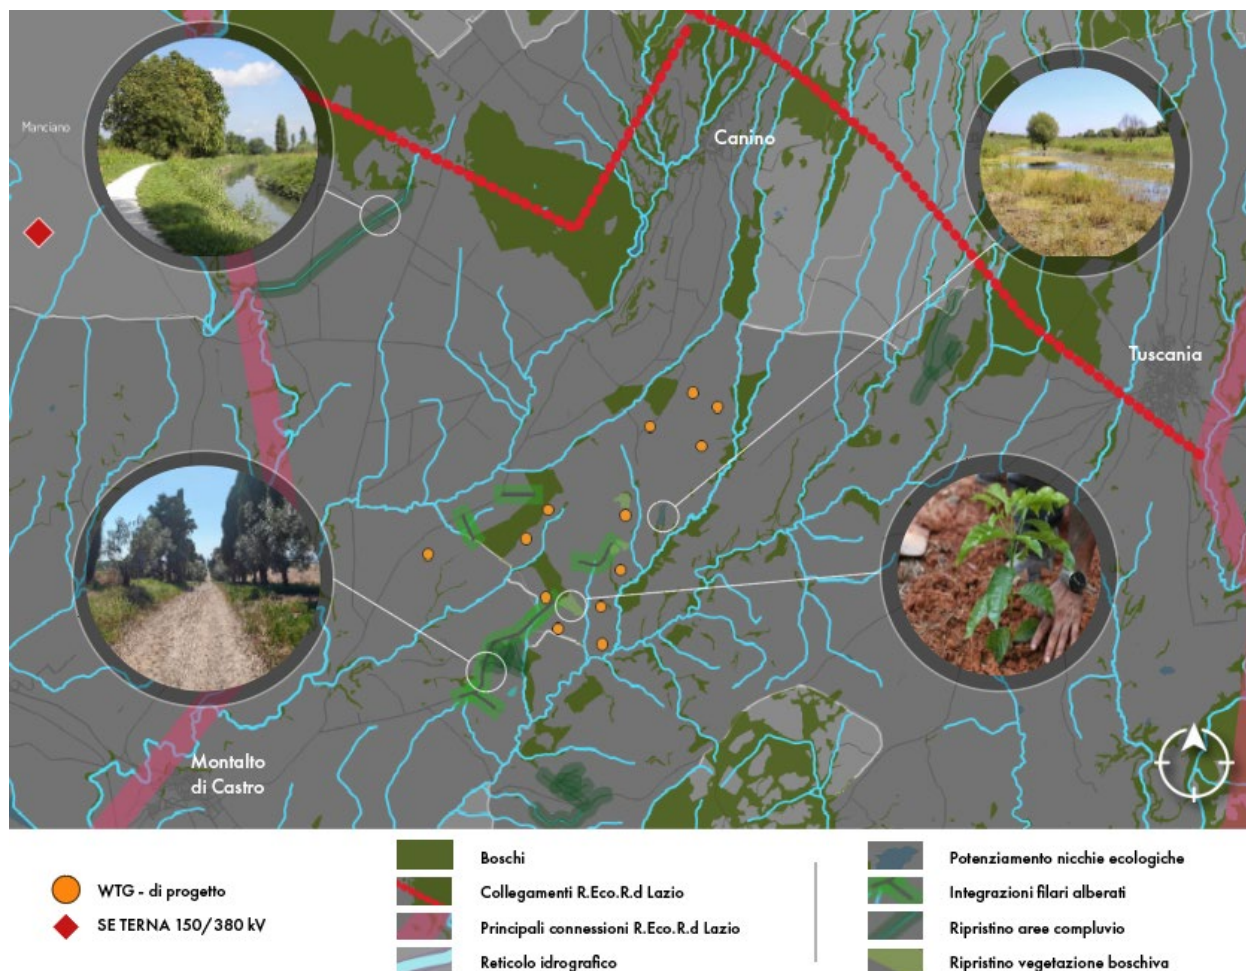 Manciano
Canino
Tuscania
Montalto
di Castro
WTG - di progetto
SE TERNA 150/380 kV
Boschi
Collegamenti R.Eco.R.d Lazio
Principali connessioni R.Eco.R.d Lazio
Reticolo idrografico
Potenziamento nicchie ecologiche
Integrazioni filari alberati
Ripristino aree compluvio
Ripristino vegetazione boschiva